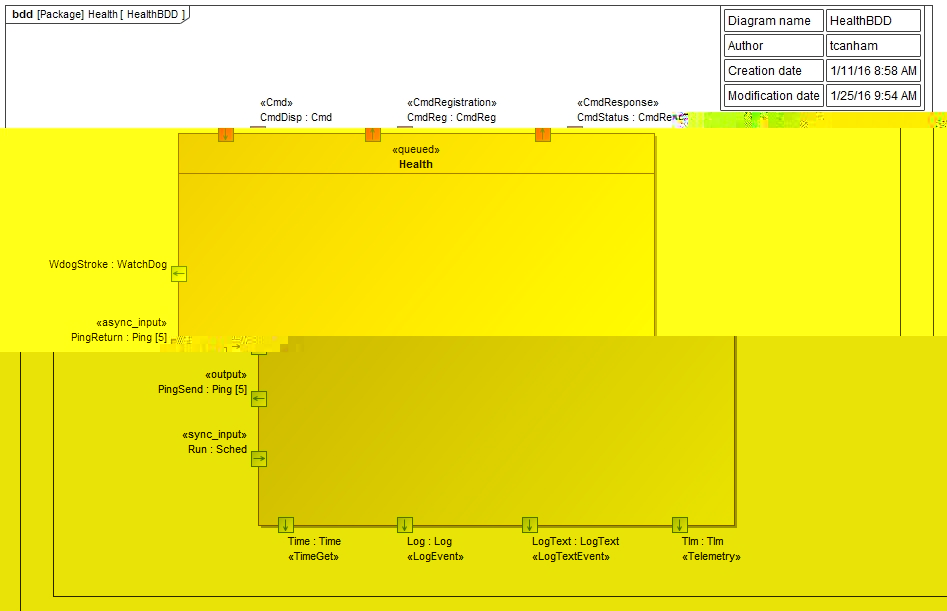 bdd [Package] Health [ HealthBDD ]
Diagram name HealthBDD
Author tcanham
Creation date 1/11/16 8:58 AM
Modification date 1/25/16 9:54 AM
«Cmd»
CmdDisp : Cmd
«CmdRegistration»
CmdReg : CmdReg
«CmdResponse»
CmdStatus :
«queued»
Health
WdogStroke : WatchDog
«async_input»
PingReturn : Ping [5]
«output»
PingSend : Ping [5]
«sync_input»
Run : Sched
Time : Time
«TimeGet»
Log : Log
«LogEvent»
LogText : LogText
«LogTextEvent»
Tlm : Tlm
«Telemetry»